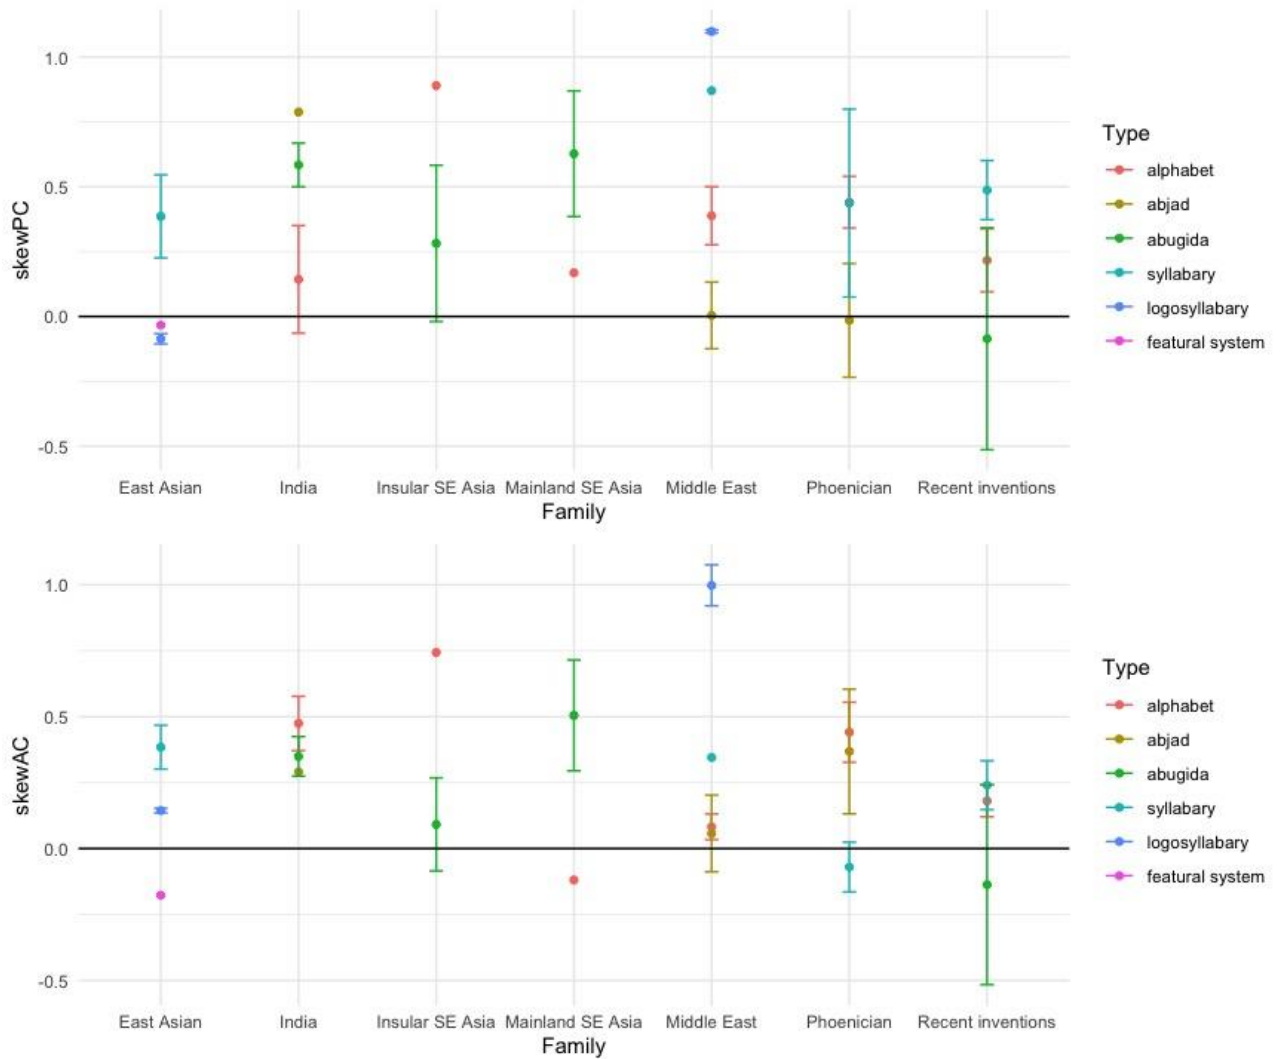 1.0
0.5
0.0
-0.5
skewPC
East Asian India Insular SE Asia Mainland SE Asia Middle East Phoenician Recent inventions
Family
Type
alphabet
abjad
abugida
syllabary
logosyllabary
featural system
1.0
0.5
0.0
-0.5
skewAC
East Asian India Insular SE Asia Mainland SE Asia Middle East Phoenician Recent inventions
Family
Type
alphabet
abjad
abugida
syllabary
logosyllabary
featural system